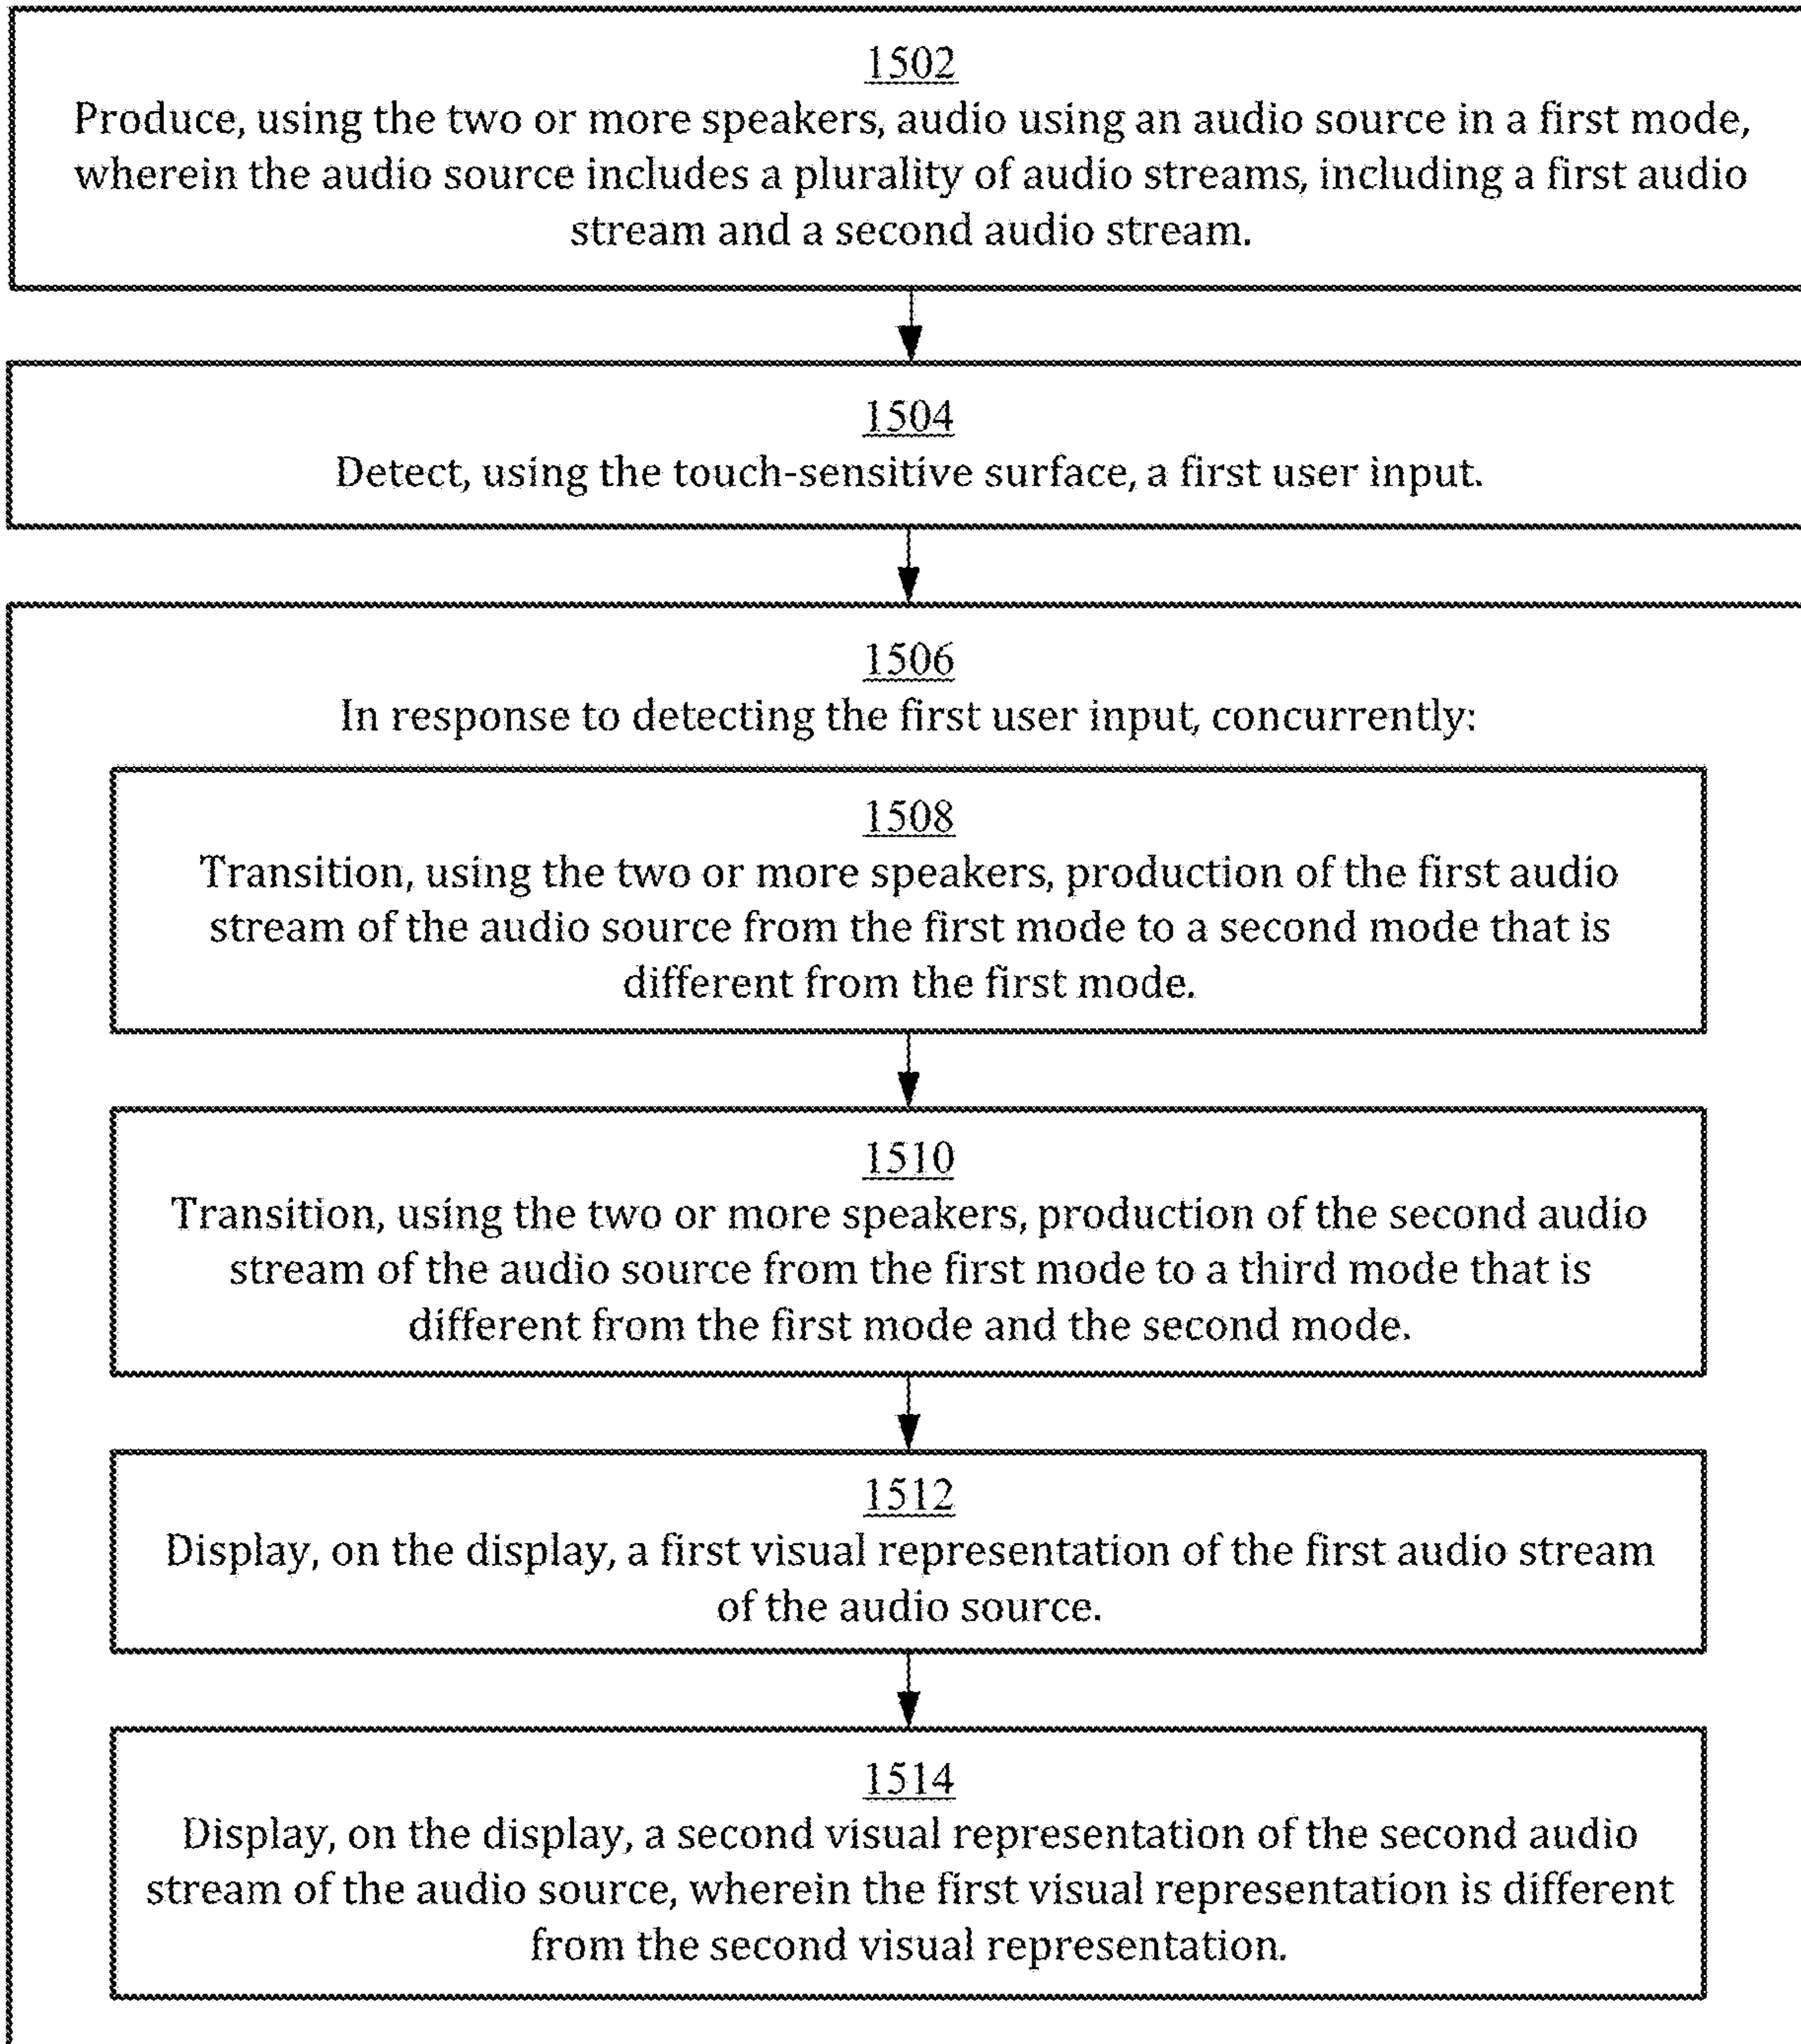 1502
Produce, using the two or more speakers, audio using an audio source in a first mode,
wherein the audio source includes a plurality of audio streams, including a first audio
stream and a second audio stream.
1504
Detect, using the touch-sensitive surface, a first user input.
1506
In response to detecting the first user input, concurrently:
1508
Transition, using the two or more speakers, production of the first audio
stream of the audio source from the first mode to a second mode that is
different from the first mode.
1510
Transition, using the two or more speakers, production of the second audio
stream of the audio source from the first mode to a third mode that is
different from the first mode and the second mode.
1512
Display, on the display, a first visual representation of the first audio stream
of the audio source.
1514
Display, on the display, a second visual representation of the second audio
stream of the audio source, wherein the first visual representation is different
from the second visual representation.